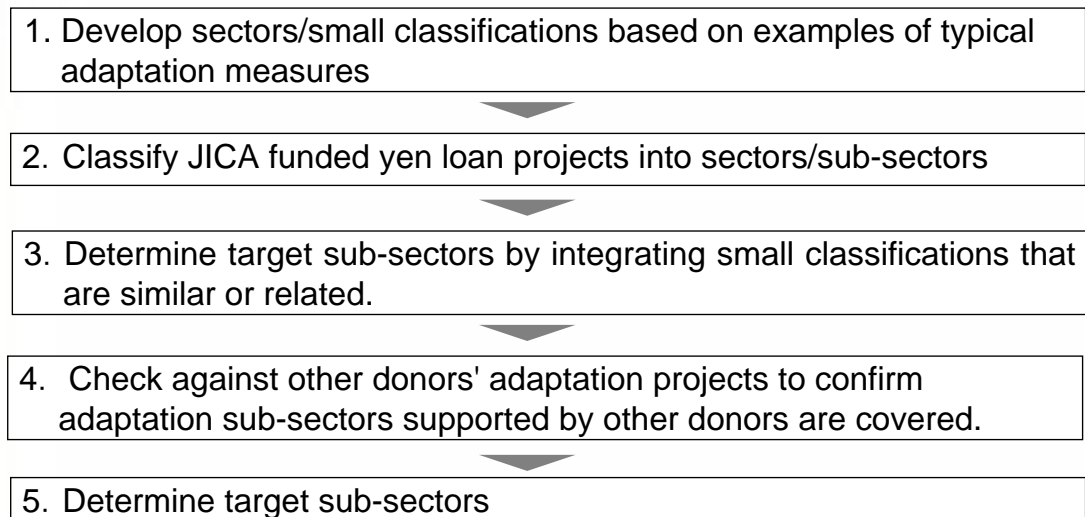 1. Develop sectors/small classifications based on examples of typical
adaptation measures
2. Classify JICA funded yen loan projects into sectors/sub-sectors
3. Determine target sub-sectors by integrating small classifications that
are similar or related.
4. Check against other donors' adaptation projects to confirm
adaptation sub-sectors supported by other donors are covered.
5. Determine target sub-sectors